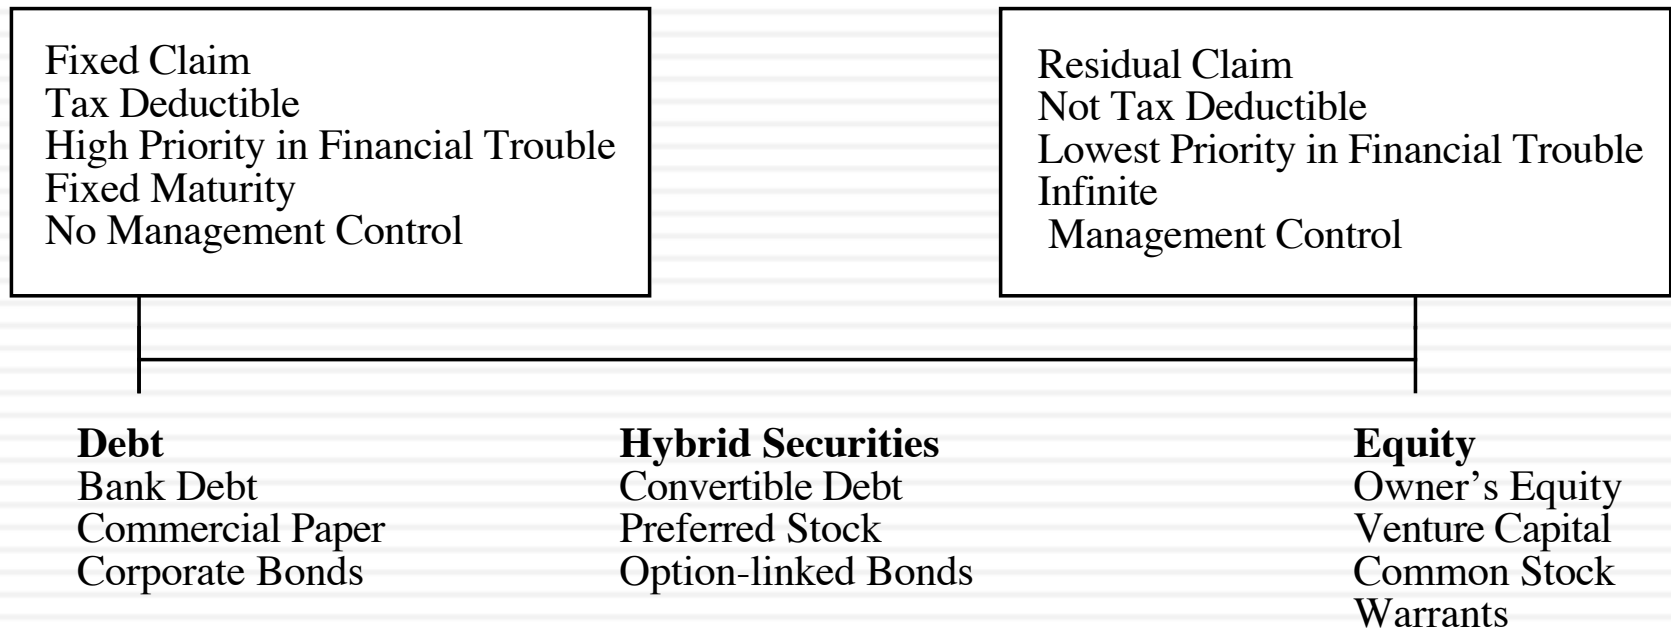 Fixed Claim
Tax Deductible
High Priority in Financial Trouble
Fixed Maturity
No Management Control
Residual Claim
Not Tax Deductible
Lowest Priority in Financial Trouble
Infinite
Management Control
Debt
Bank Debt
Commercial Paper
Corporate Bonds
Hybrid Securities
Convertible Debt
Preferred Stock
Option-linked Bonds
Equity
Owner’s Equity
Venture Capital
Common Stock
Warrants